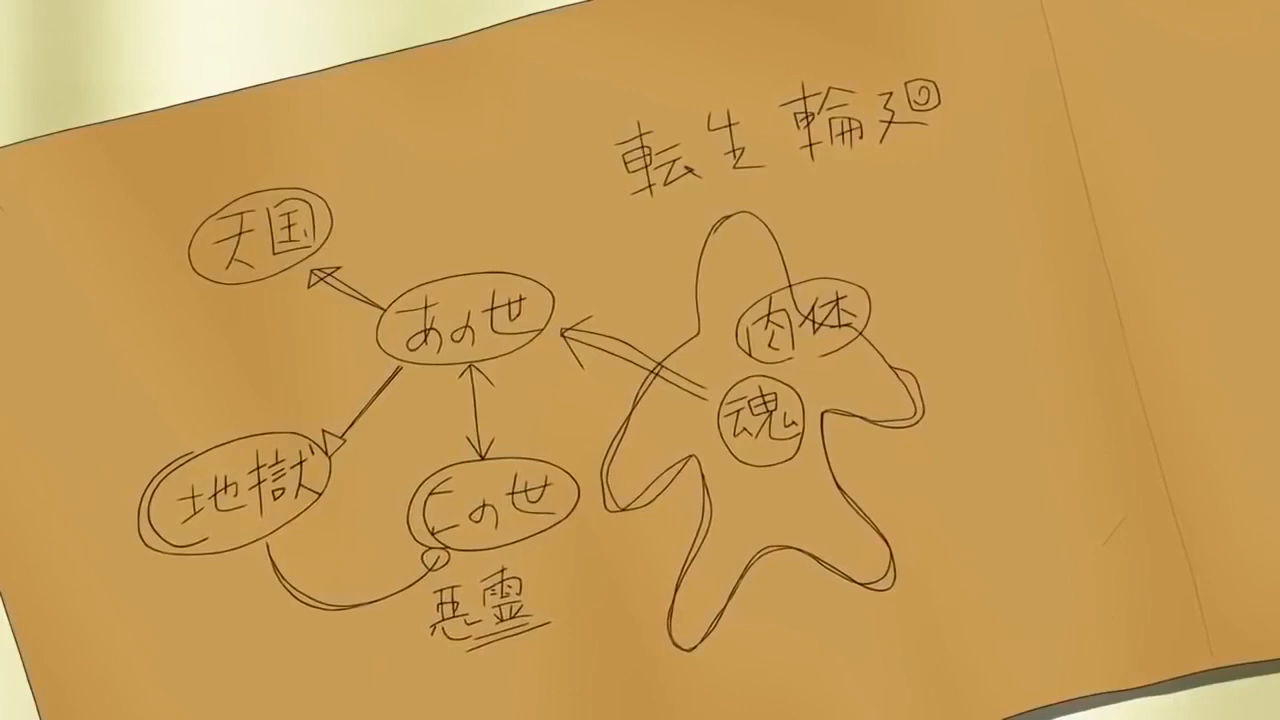 転生輪廻
天国
あの世
肉体
魂
地獄
この世
悪霊